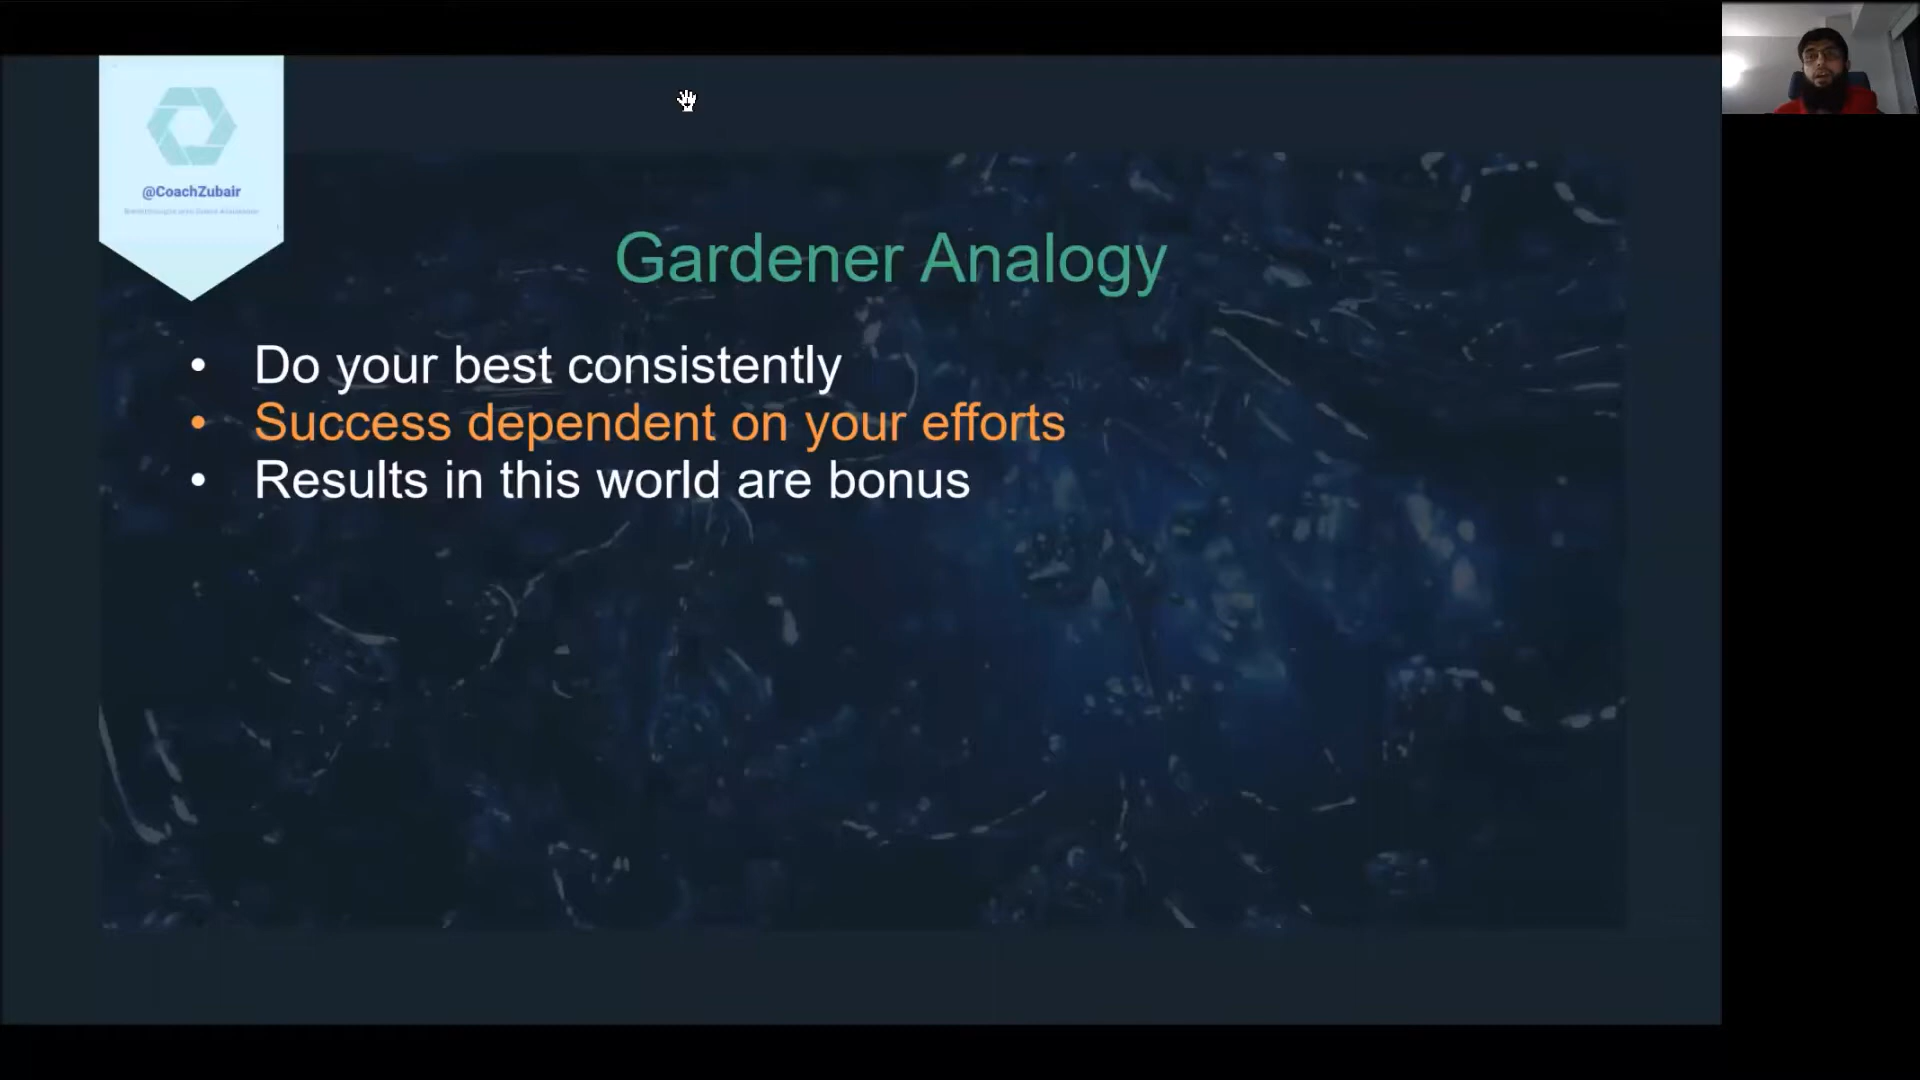 @CoachZubair
Gardener Analogy
• Do your best consistently
• Success dependent on your efforts
• Results in this world are bonus